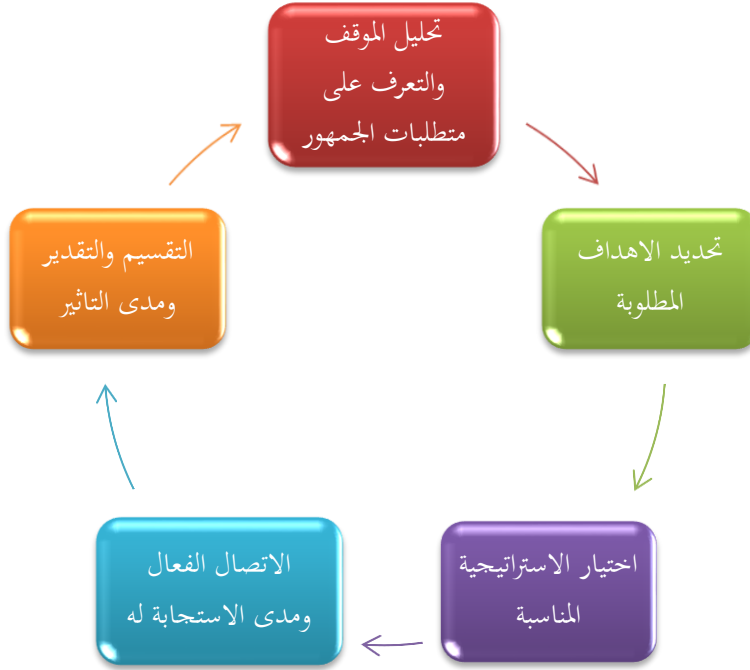 تحليل الموقف
والتعرف على
متطلبات الجمهور
تحديد الاهداف
المطلوبة
اختيار الاستراتيجية
المناسبة
الاتصال الفعال
ومدى الاستجابة له
التقسيم والتقدير
ومدى التاثير